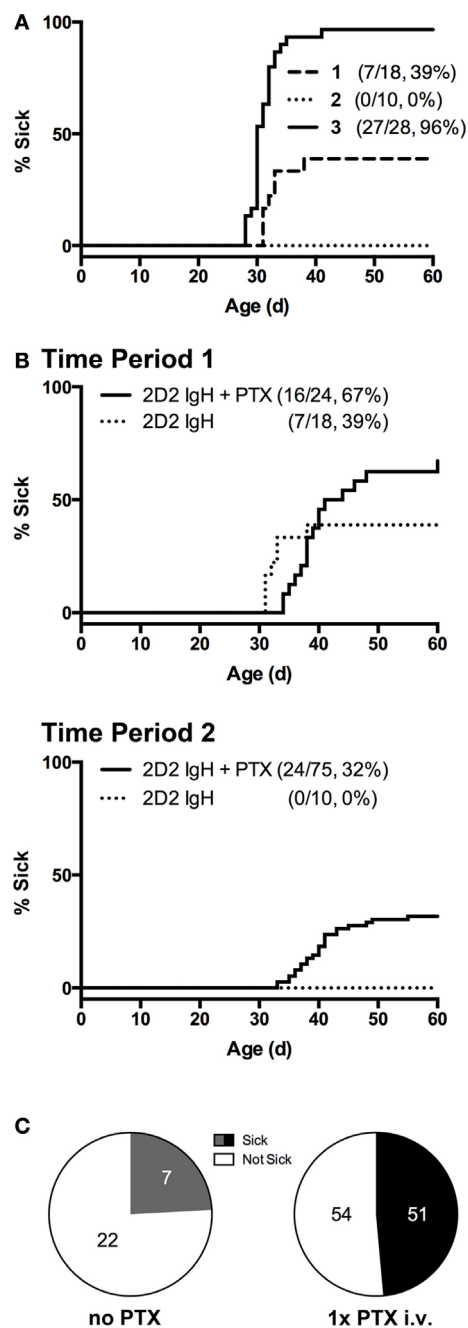 A
100
50
0
% Sick
1 (7/18, 39%)
2 (0/10, 0%)
3 (27/28, 96%)
0 10 20 30 40 50 60
Age (d)
B Time Period 1
100
50
0
% Sick
2D2 IgH + PTX (16/24, 67%)
2D2 IgH (7/18, 39%)
0 10 20 30 40 50 60
Age (d)
Time Period 2
100
50
0
% Sick
2D2 IgH + PTX (24/75, 32%)
2D2 IgH (0/10, 0%)
0 10 20 30 40 50 60
Age (d)
C
Sick
Not Sick
7
22
54
51
no PTX
1x PTX i.v.